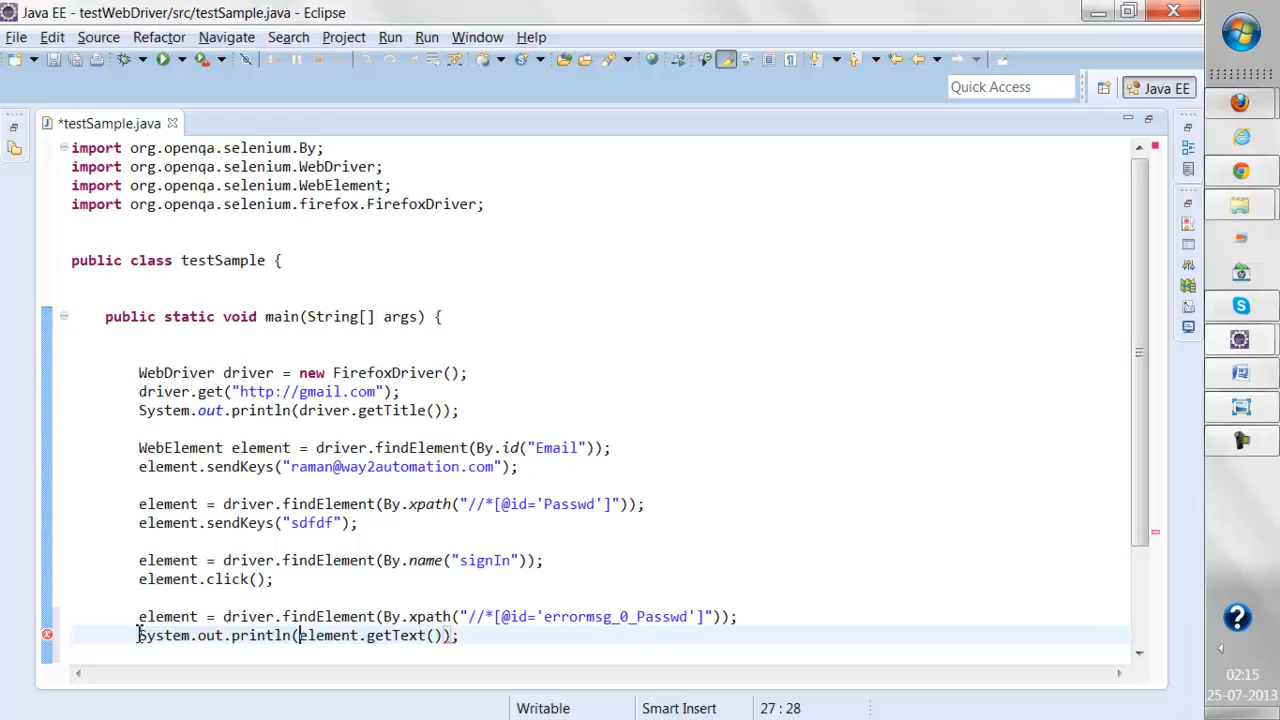 Java EE - testWebDriver/src/testSample.java - Eclipse
File Edit Source Refactor Navigate Search Project Run Run Window Help
Quick Access
Java EE
*testSample.java
import org.openqa.selenium.By;
import org.openqa.selenium.WebDriver;
import org.openqa.selenium.WebElement;
import org.openqa.selenium.firefox.FirefoxDriver;
public class testSample {
public static void main(String[] args) {
WebDriver driver = new FirefoxDriver();
driver.get("http://gmail.com");
System.out.println(driver.getTitle());
WebElement element = driver.findElement(By.id("Email"));
element.sendKeys("raman@way2automation.com");
element = driver.findElement(By.xpath("//*[@id='Passwd']"));
element.sendKeys("sdfdf");
element = driver.findElement(By.name("signIn"));
element.click();
element = driver.findElement(By.xpath("//*[@id='errormsg_0_Passwd']"));
System.out.println(element.getText());
Writable
Smart Insert
27 : 28
02:15
25-07-2013